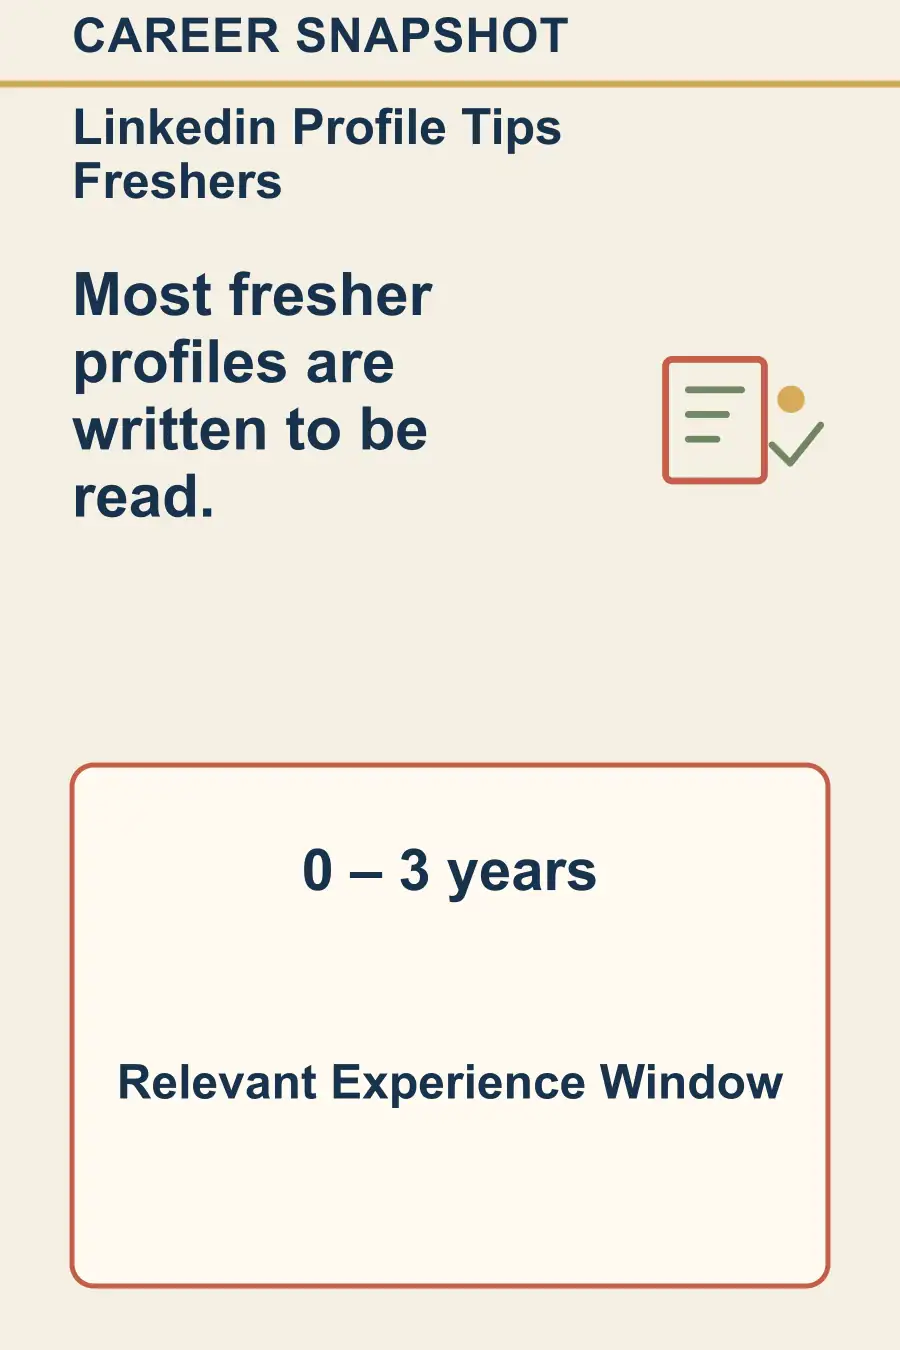 CAREER SNAPSHOT
Linkedin Profile Tips
Freshers
Most fresher
profiles are
written to be
read.
0 – 3 years
Relevant Experience Window